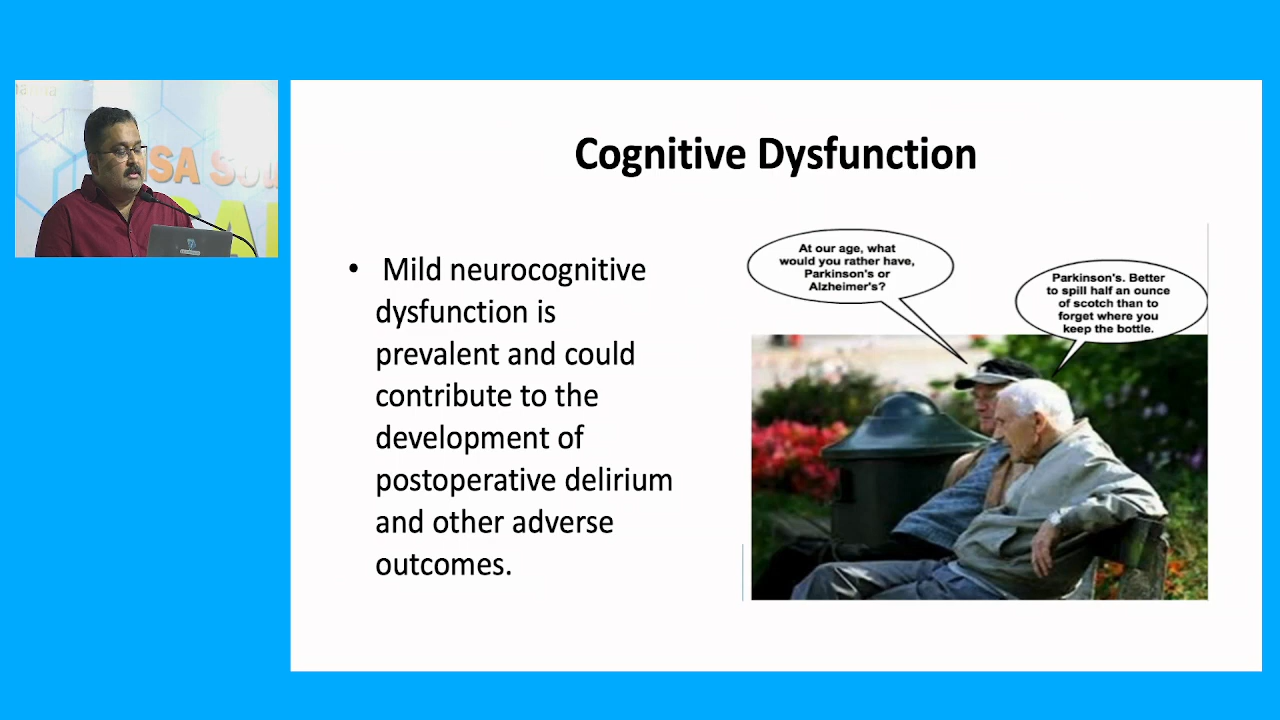 Cognitive Dysfunction
• Mild neurocognitive
dysfunction is
prevalent and could
contribute to the
development of
postoperative delirium
and other adverse
outcomes.
At our age, what
would you rather have,
Parkinson's or
Alzheimer's?
Parkinson's. Better
to spill half an ounce
of scotch than to
forget where you
keep the bottle.